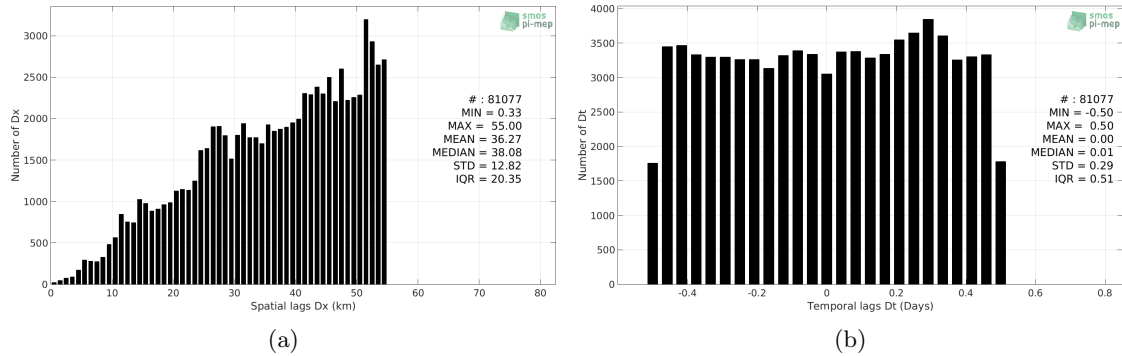 smos
pi-mep
3000
2500
2000
1500
1000
500
0
Number of Dx
# : 81077
MIN = 0.33
MAX = 55.00
MEAN = 36.27
MEDIAN = 38.08
STD = 12.82
IQR = 20.35
0 10 20 30 40 50 60 70 80
Spatial lags Dx (km)
(a)
smos
pi-mep
4000
3500
3000
2500
2000
1500
1000
500
0
Number of Dt
# : 81077
MIN = -0.50
MAX = 0.50
MEAN = 0.00
MEDIAN = 0.01
STD = 0.29
IQR = 0.51
-0.4 -0.2 0 0.2 0.4 0.6 0.8
Temporal lags Dt (Days)
(b)